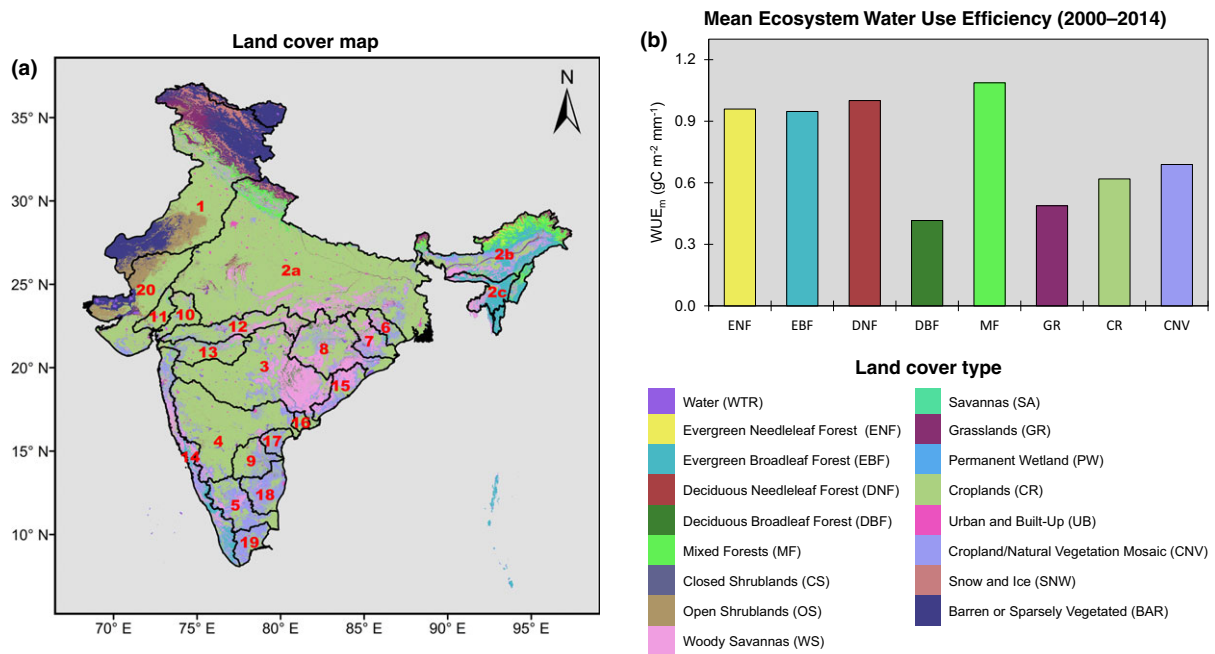 Land cover map
(a)
N
35° N
30° N
25° N
20° N
15° N
10° N
70° E
75° E
80° E
85° E
90° E
95° E
1
2a
2b
2c
20
11
10
12
13
3
8
6
7
15
16
4
17
14
9
5
18
19
Mean Ecosystem Water Use Efficiency (2000–2014)
(b)
WUEm (gC m-2 mm-1)
1.2
0.9
0.6
0.3
0.0
ENF
EBF
DNF
DBF
MF
GR
CR
CNV
Land cover type
Water (WTR)
Evergreen Needleleaf Forest (ENF)
Evergreen Broadleaf Forest (EBF)
Deciduous Needleleaf Forest (DNF)
Deciduous Broadleaf Forest (DBF)
Mixed Forests (MF)
Closed Shrublands (CS)
Open Shrublands (OS)
Woody Savannas (WS)
Savannas (SA)
Grasslands (GR)
Permanent Wetland (PW)
Croplands (CR)
Urban and Built-Up (UB)
Cropland/Natural Vegetation Mosaic (CNV)
Snow and Ice (SNW)
Barren or Sparsely Vegetated (BAR)